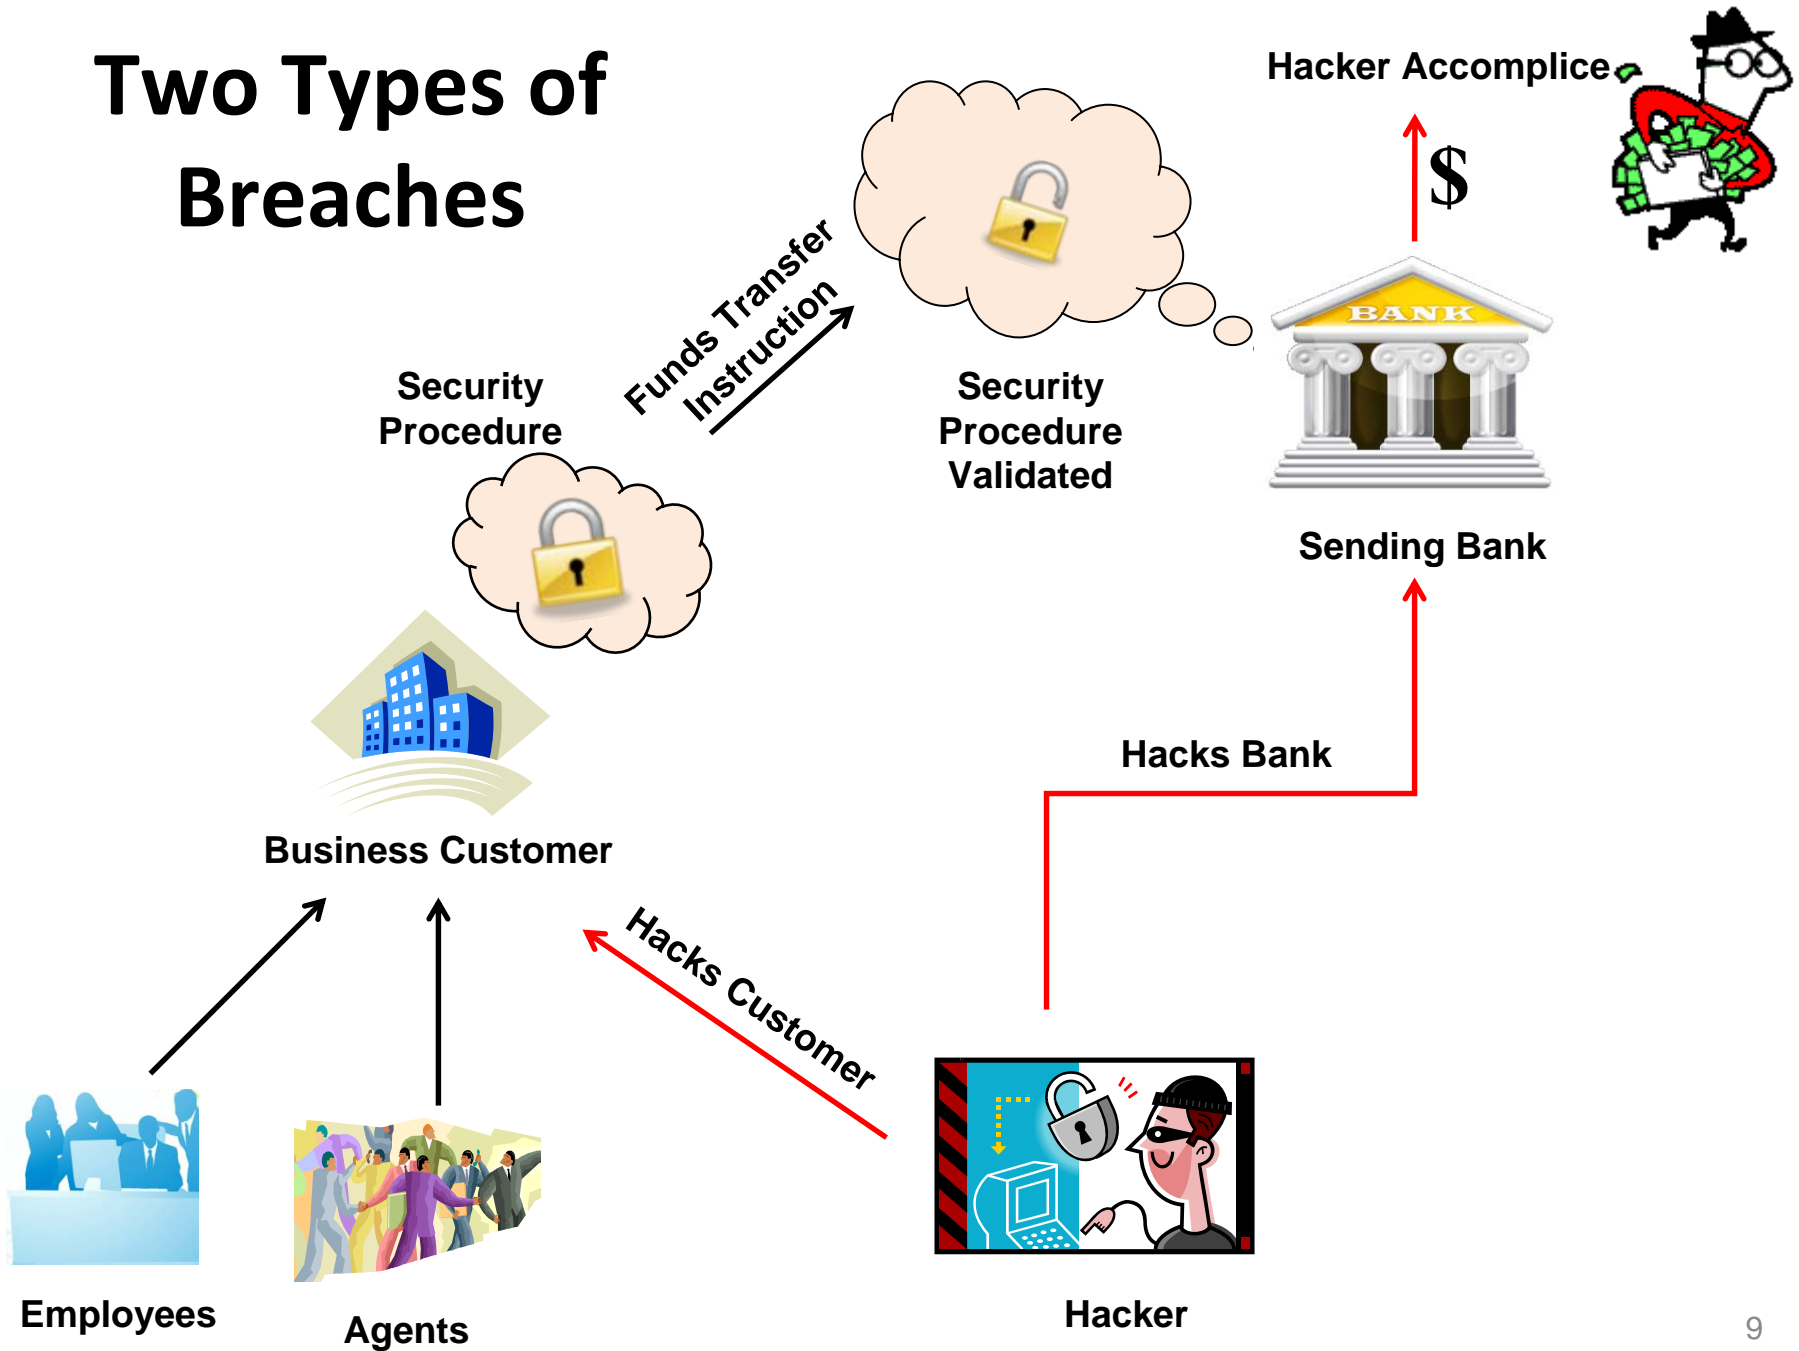 Two Types of
Breaches
Hacker Accomplice
$
BANK
Funds Transfer
Instruction
Security
Procedure
Security
Procedure
Validated
Sending Bank
Hacks Bank
Business Customer
Hacks Customer
Employees
Agents
Hacker
9